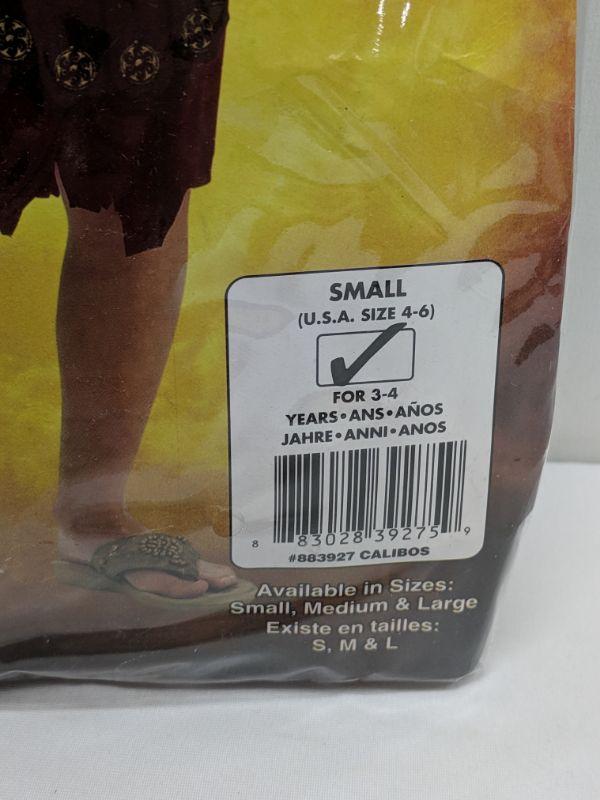 SMALL
(U.S.A. SIZE 4-6)
FOR 3-4
YEARS•ANS•AÑOS
JAHRE•ANNI•ANOS
8 83028 39275 9
#883927 CALIBOS
Available in Sizes:
Small, Medium & Large
Existe en tailles:
S, M & L